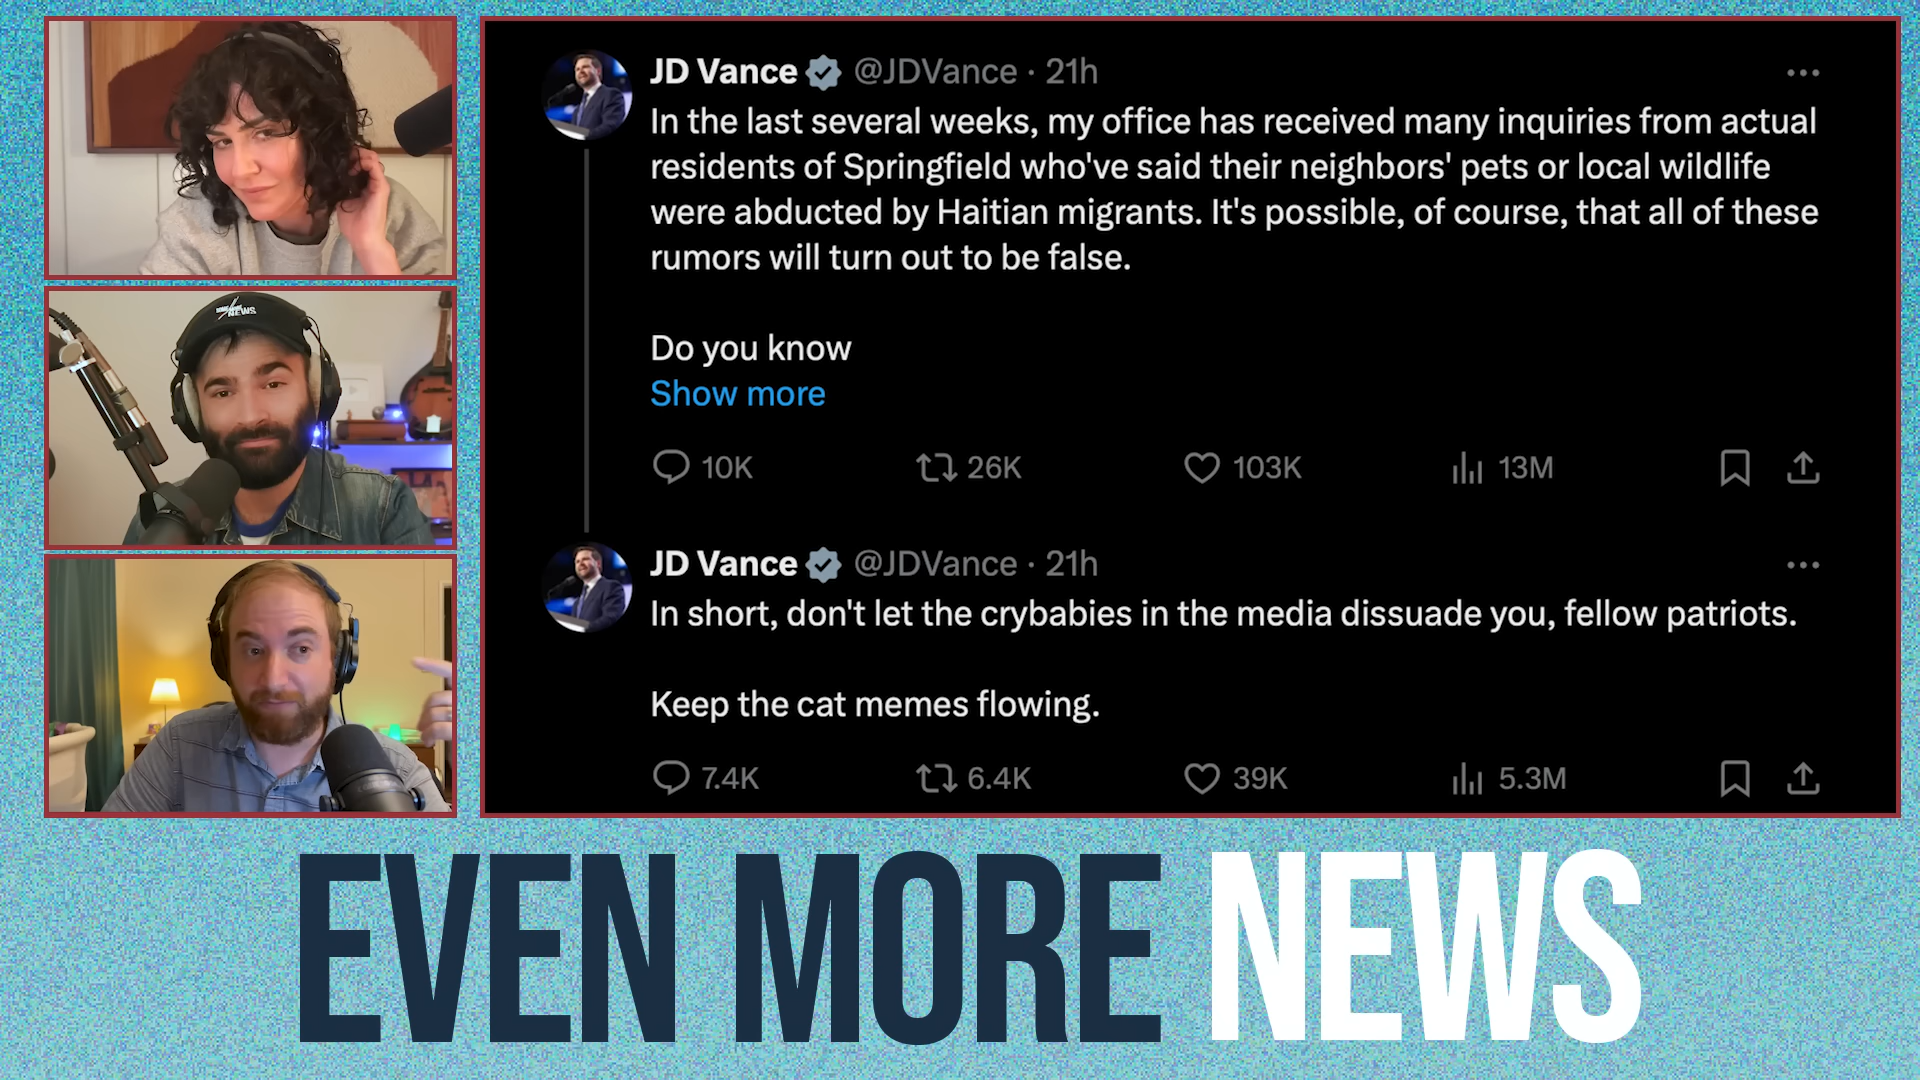 JD Vance @JDVance · 21h
In the last several weeks, my office has received many inquiries from actual
residents of Springfield who've said their neighbors' pets or local wildlife
were abducted by Haitian migrants. It's possible, of course, that all of these
rumors will turn out to be false.
Do you know
Show more
10K 26K 103K 13M
JD Vance @JDVance · 21h
In short, don't let the crybabies in the media dissuade you, fellow patriots.
Keep the cat memes flowing.
7.4K 6.4K 39K 5.3M
NEWS
EVEN MORE NEWS